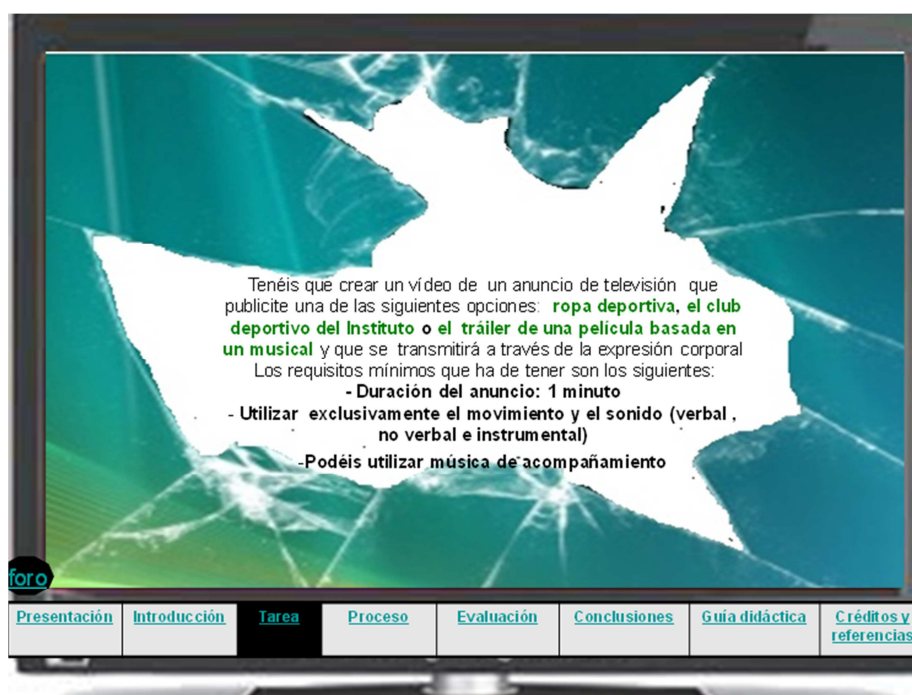 Tenéis que crear un vídeo de un anuncio de televisión que
publicite una de las siguientes opciones: ropa deportiva, el club
deportivo del Instituto o el tráiler de una película basada en
un musical y que se transmitirá a través de la expresión corporal
Los requisitos mínimos que ha de tener son los siguientes:
- Duración del anuncio: 1 minuto
- Utilizar exclusivamente el movimiento y el sonido (verbal ,
no verbal e instrumental)
-Podéis utilizar música de acompañamiento
foro
Presentación Introducción Tarea Proceso Evaluación Conclusiones Guía didáctica Créditos y
referencias